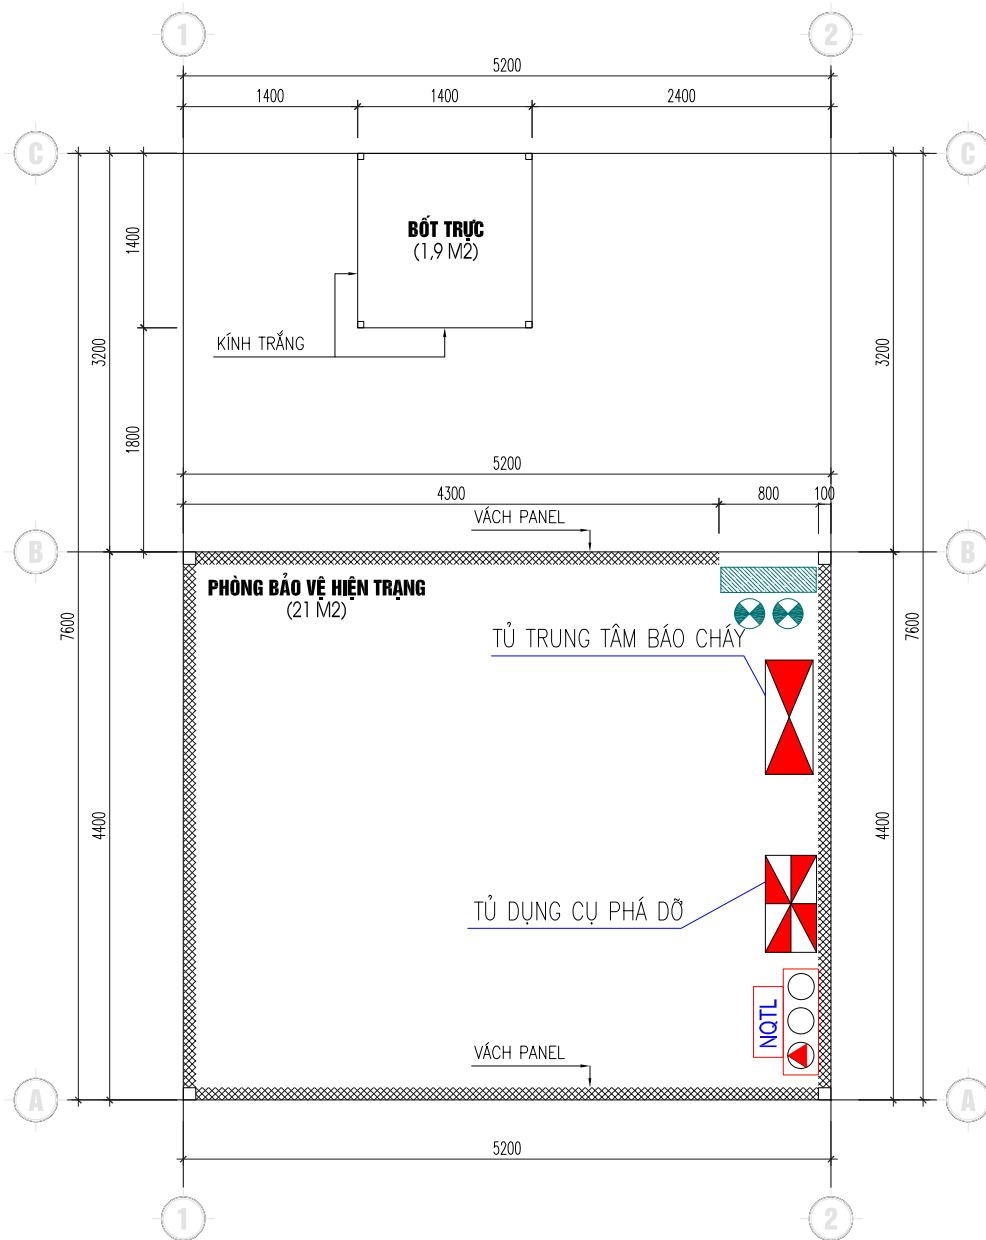 1
2
5200
1400
1400
2400
C
C
BỐT TRỰC
(1,9 M2)
1400
KÍNH TRẮNG
3200
3200
1800
5200
4300
800
100
VÁCH PANEL
B
B
PHÒNG BẢO VỆ HIỆN TRẠNG
(21 M2)
7600
7600
TỦ TRUNG TÂM BÁO CHÁY
4400
4400
TỦ DỤNG CỤ PHÁ DỠ
NQTL
VÁCH PANEL
A
A
5200
1
2